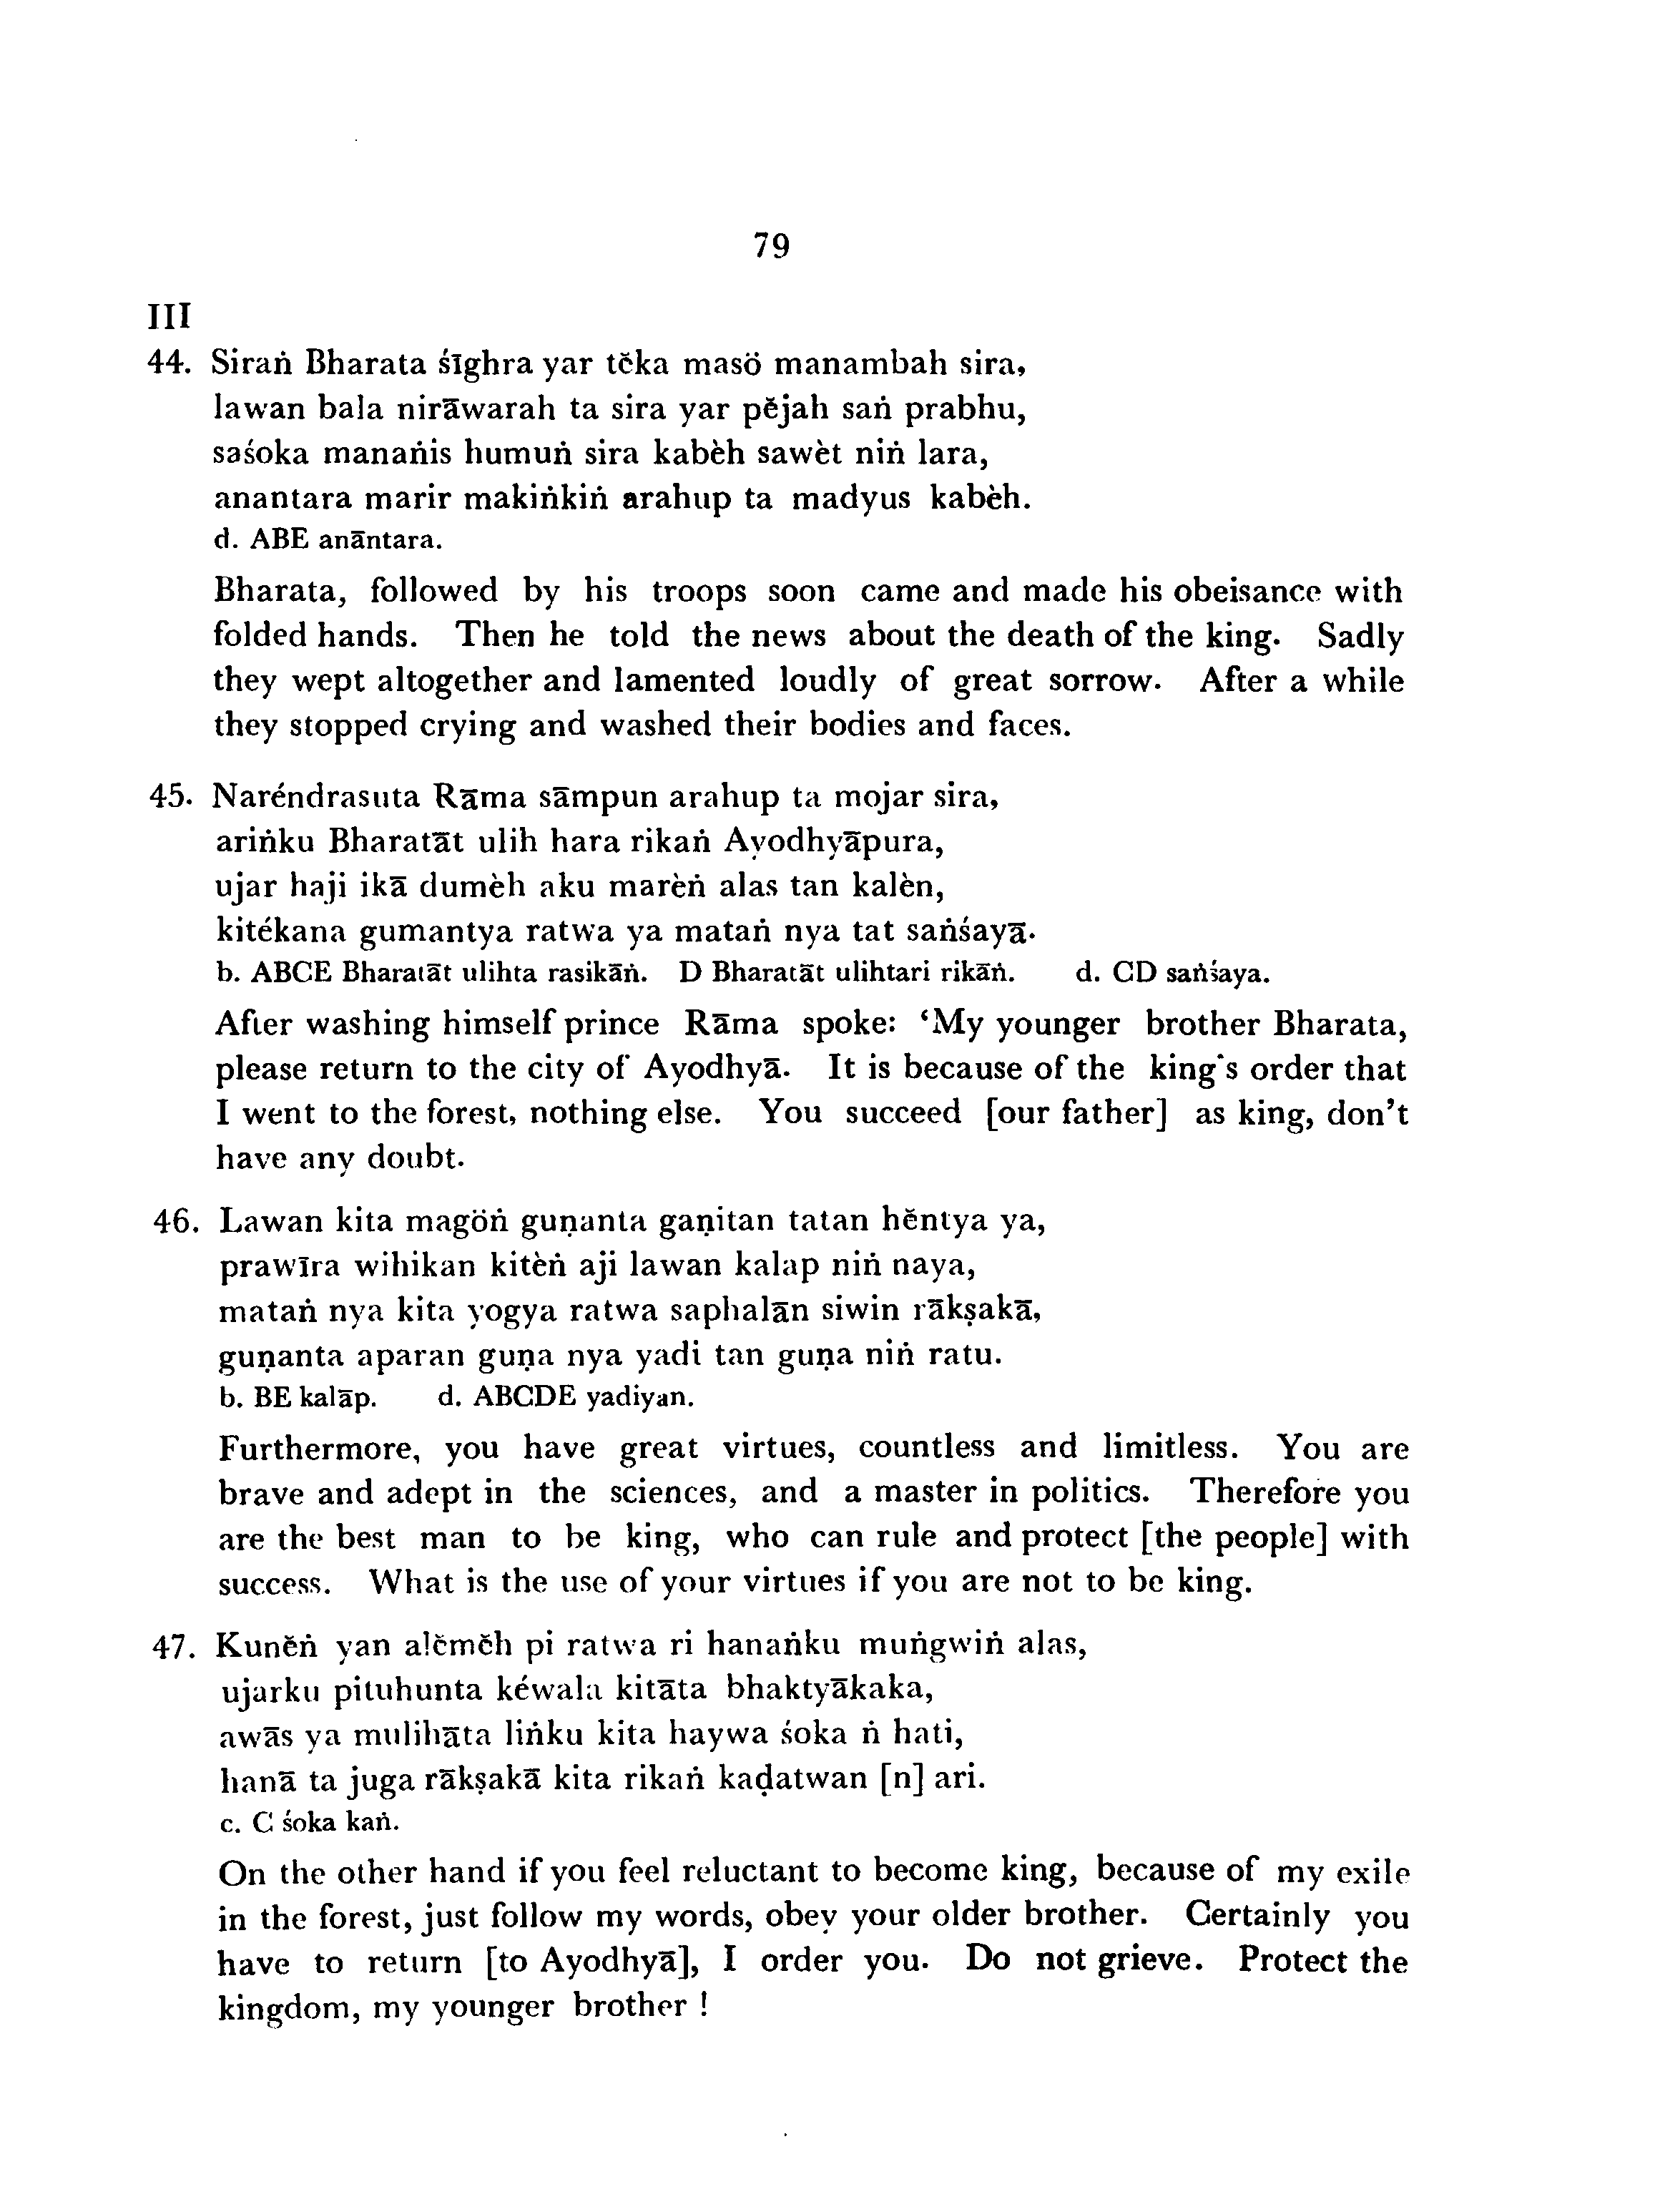 79
III
44. Siraṅ Bharata śīghra yar tĕka masö manambah sira,
lawan bala nirāwarah ta sira yar pĕjah saṅ prabhu,
saśoka manaṅis humuṅ sira kabèh sawèt niṅ lara,
anantara marir makiṅkiṅ arahup ta madyus kabèh.
d. ABE anāntara.
Bharata, followed by his troops soon came and made his obeisance with
folded hands. Then he told the news about the death of the king. Sadly
they wept altogether and lamented loudly of great sorrow. After a while
they stopped crying and washed their bodies and faces.
45. Naréndrasuta Rāma sāmpun arahup ta mojar sira,
ariṅku Bharatāt ulih hara rikaṅ Ayodhyāpura,
ujar haji ikā dumèh aku marèṅ alas tan kalèn,
kitékana gumantya ratwa ya mataṅ nya tat saṅśayā.
b. ABCE Bharatāt ulihta rasikāṅ. D Bharatāt ulihtari rikāṅ. d. CD saṅśaya.
After washing himself prince Rāma spoke: ‘My younger brother Bharata,
please return to the city of Ayodhyā. It is because of the king's order that
I went to the forest, nothing else. You succeed [our father] as king, don’t
have any doubt.
46. Lawan kita magöṅ guṇanta gaṇitan tatan hĕntya ya,
prawīra wihikan kitèṅ aji lawan kalap niṅ naya,
mataṅ nya kita yogya ratwa saphalān siwin rākṣakā,
guṇanta aparan guṇa nya yadi tan guṇa niṅ ratu.
b. BE kalāp. d. ABCDE yadiyan.
Furthermore, you have great virtues, countless and limitless. You are
brave and adept in the sciences, and a master in politics. Therefore you
are the best man to be king, who can rule and protect [the people] with
success. What is the use of your virtues if you are not to be king.
47. Kunĕṅ yan alĕmĕh pi ratwa ri hanaṅku muṅgwiṅ alas,
ujarku pituhunta kéwala kitāta bhaktyākaka,
awās ya mulihāta liṅku kita haywa śoka ṅ hati,
hanā ta juga rākṣakā kita rikaṅ kaḍatwan [n] ari.
c. C śoka kaṅ.
On the other hand if you feel reluctant to become king, because of my exile
in the forest, just follow my words, obey your older brother. Certainly you
have to return [to Ayodhyā], I order you. Do not grieve. Protect the
kingdom, my younger brother !